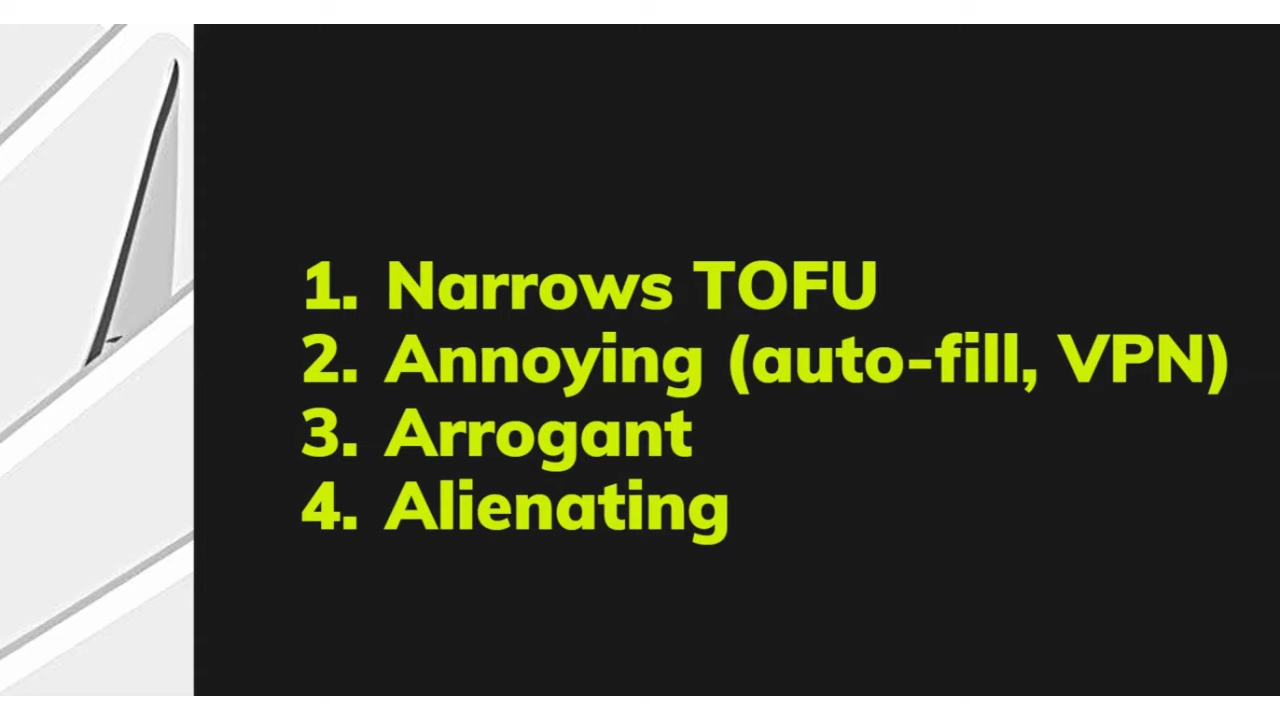 1. Narrows TOFU
2. Annoying (auto-fill, VPN)
3. Arrogant
4. Alienating